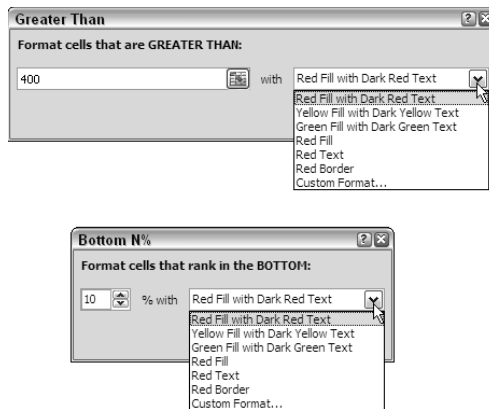 Greater Than
Format cells that are GREATER THAN:
400 with Red Fill with Dark Red Text
Red Fill with Dark Red Text
Yellow Fill with Dark Yellow Text
Green Fill with Dark Green Text
Red Fill
Red Text
Red Border
Custom Format...
Bottom N%
Format cells that rank in the BOTTOM:
10 % with Red Fill with Dark Red Text
Red Fill with Dark Red Text
Yellow Fill with Dark Yellow Text
Green Fill with Dark Green Text
Red Fill
Red Text
Red Border
Custom Format...